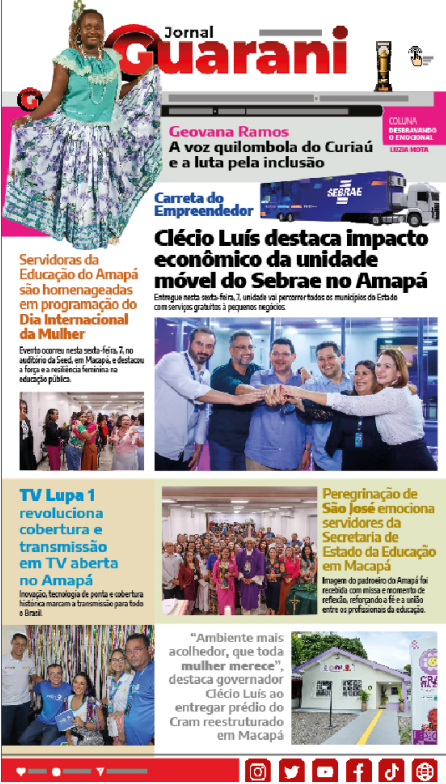 Jornal
Guarani
G
COLUNA
DESBRAVANDO
O EMOCIONAL
LUZIA MOTA
Geovana Ramos
A voz quilombola do Curiaú
e a luta pela inclusão
Carreta do
Empreendedor
SEBRAE
Clécio Luís destaca impacto
econômico da unidade
móvel do Sebrae no Amapá
Entregue nesta sexta-feira, 7, unidade vai percorrer todos os municípios do Estado
com serviços gratuitos à pequenos negócios.
Servidoras da
Educação do Amapá
são homenageadas
em programação do
Dia Internacional
da Mulher
Evento ocorreu nesta sexta-feira, 7, no
auditório da Seed, em Macapá, e destacou
a força e a resiliência feminina na
educação pública.
TV Lupa 1
revoluciona
cobertura e
transmissão
em TV aberta
no Amapá
Inovação, tecnologia de ponta e cobertura
histórica marcam a transmissão para todo
o Brasil.
Peregrinação de
São José emociona
servidores da
Secretaria de
Estado da Educação
em Macapá
Imagem do padroeiro do Amapá foi
recebida com missa e momento de
reflexão, reforçando a fé e a união
entre os profissionais da educação.
“Ambiente mais
acolhedor, que toda
mulher merece”,
destaca governador
Clécio Luís ao
entregar prédio do
Cram reestruturado
em Macapá